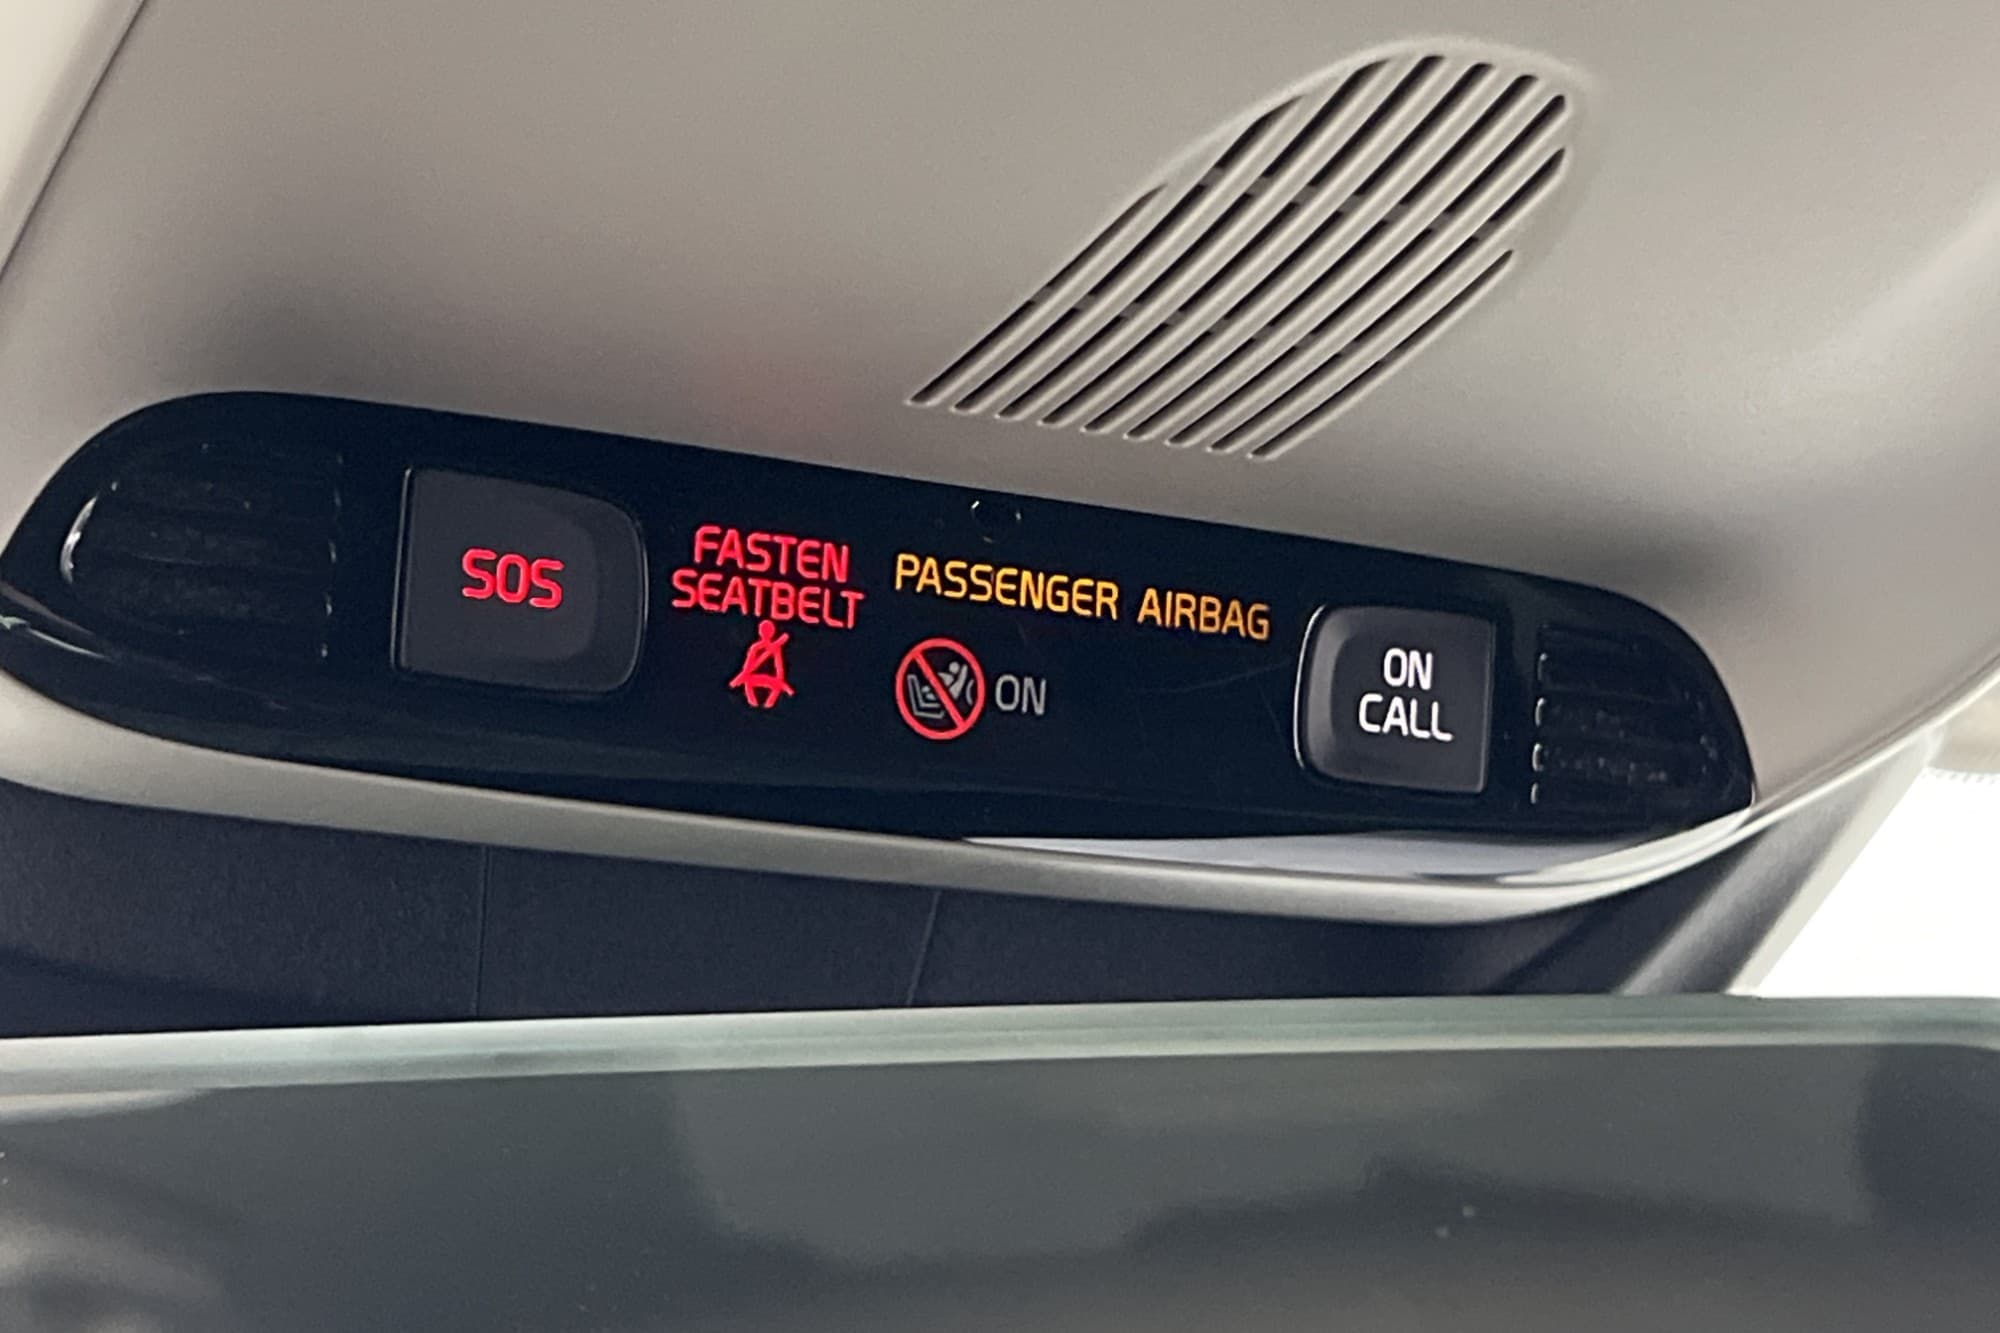 SOS
FASTEN
SEATBELT
PASSENGER AIRBAG
ON
ON
CALL